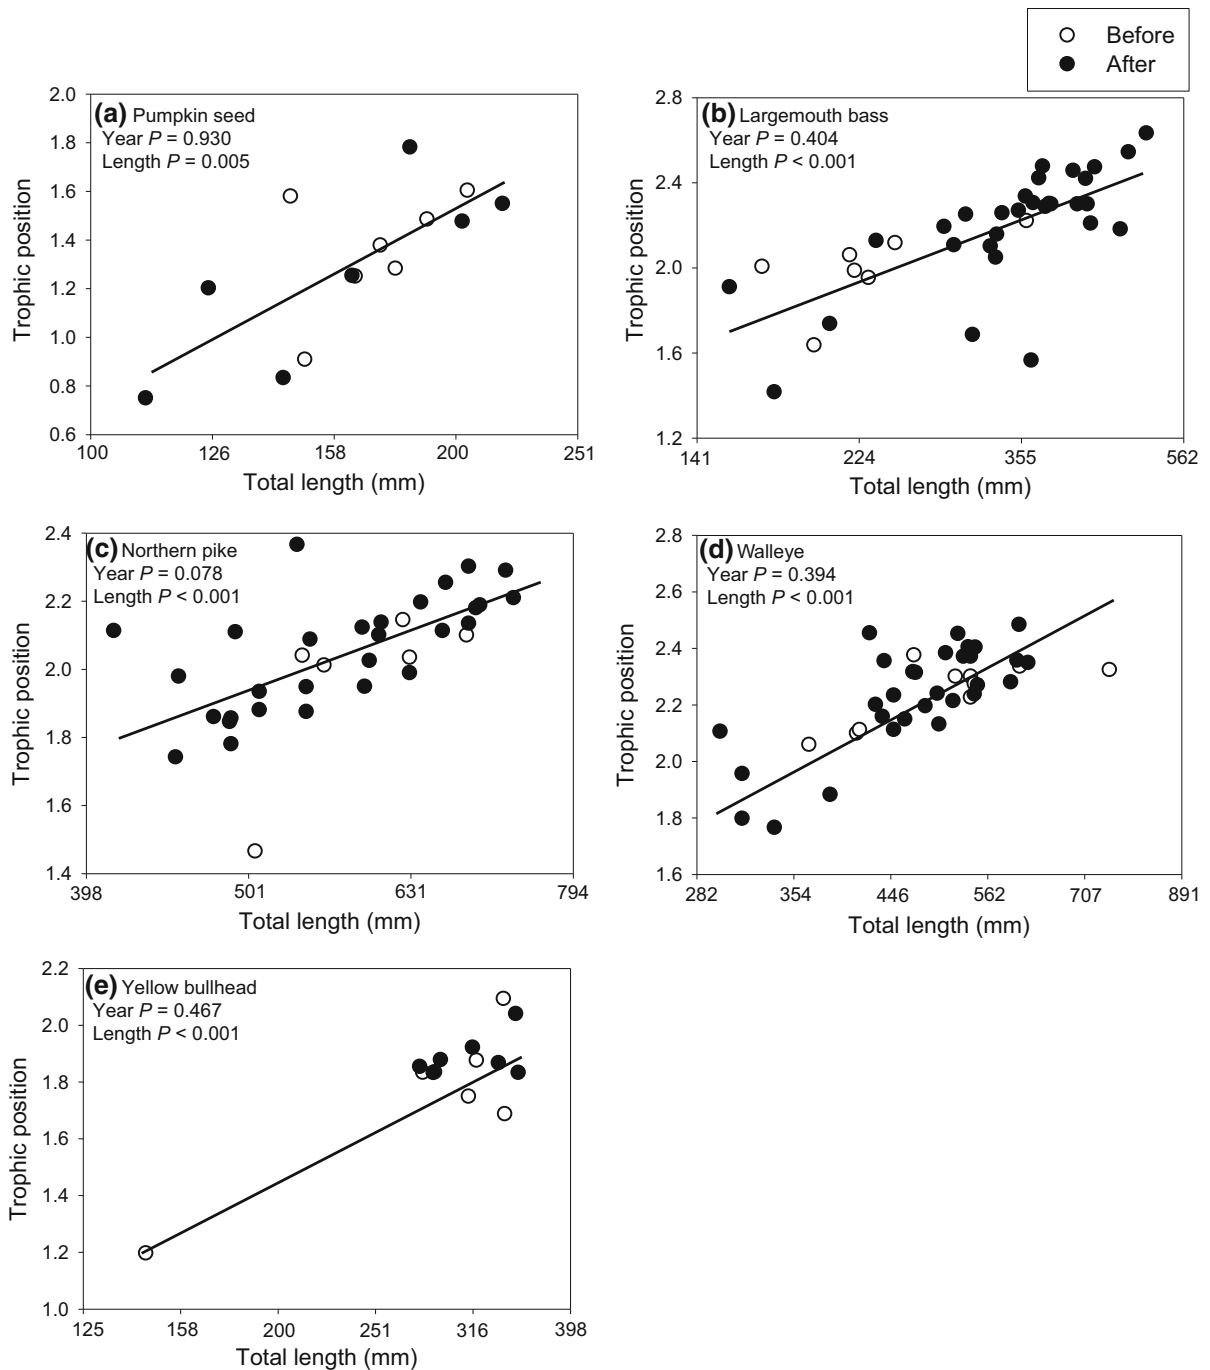 Before
After
(a) Pumpkin seed
Year P = 0.930
Length P = 0.005
2.0
1.8
1.6
1.4
1.2
1.0
0.8
0.6
Trophic position
100 126 158 200 251
Total length (mm)
(b) Largemouth bass
Year P = 0.404
Length P < 0.001
2.8
2.4
2.0
1.6
1.2
Trophic position
141 224 355 562
Total length (mm)
(c) Northern pike
Year P = 0.078
Length P < 0.001
2.4
2.2
2.0
1.8
1.6
1.4
Trophic position
398 501 631 794
Total length (mm)
(d) Walleye
Year P = 0.394
Length P < 0.001
2.8
2.6
2.4
2.2
2.0
1.8
1.6
Trophic position
282 354 446 562 707 891
Total length (mm)
(e) Yellow bullhead
Year P = 0.467
Length P < 0.001
2.2
2.0
1.8
1.6
1.4
1.2
1.0
Trophic position
125 158 200 251 316 398
Total length (mm)